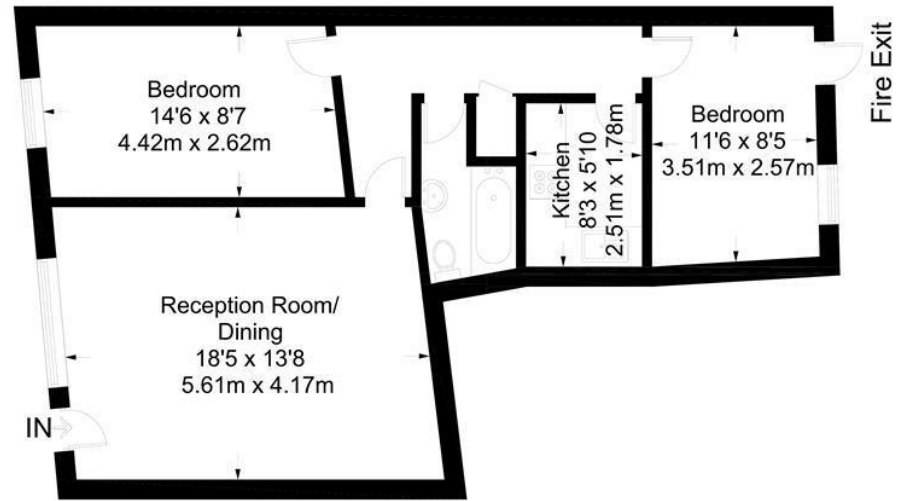 Bedroom
14'6 x 8'7
4.42m x 2.62m
Kitchen
8'3 x 5'10
2.51m x 1.78m
Bedroom
11'6 x 8'5
3.51m x 2.57m
Fire Exit
Reception Room/
Dining
18'5 x 13'8
5.61m x 4.17m
IN